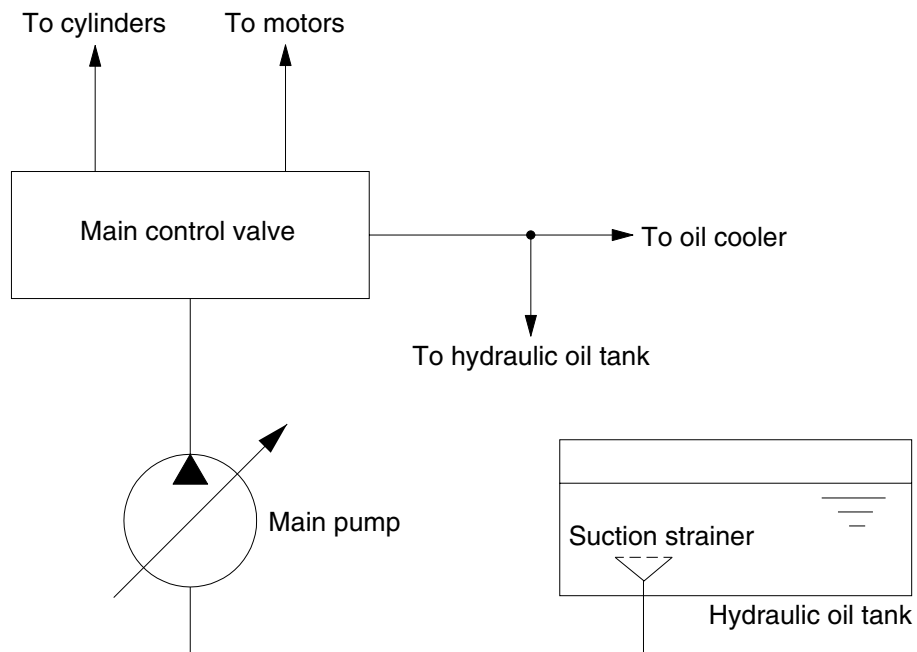 To cylinders
To motors
Main control valve
To oil cooler
To hydraulic oil tank
Main pump
Suction strainer
Hydraulic oil tank